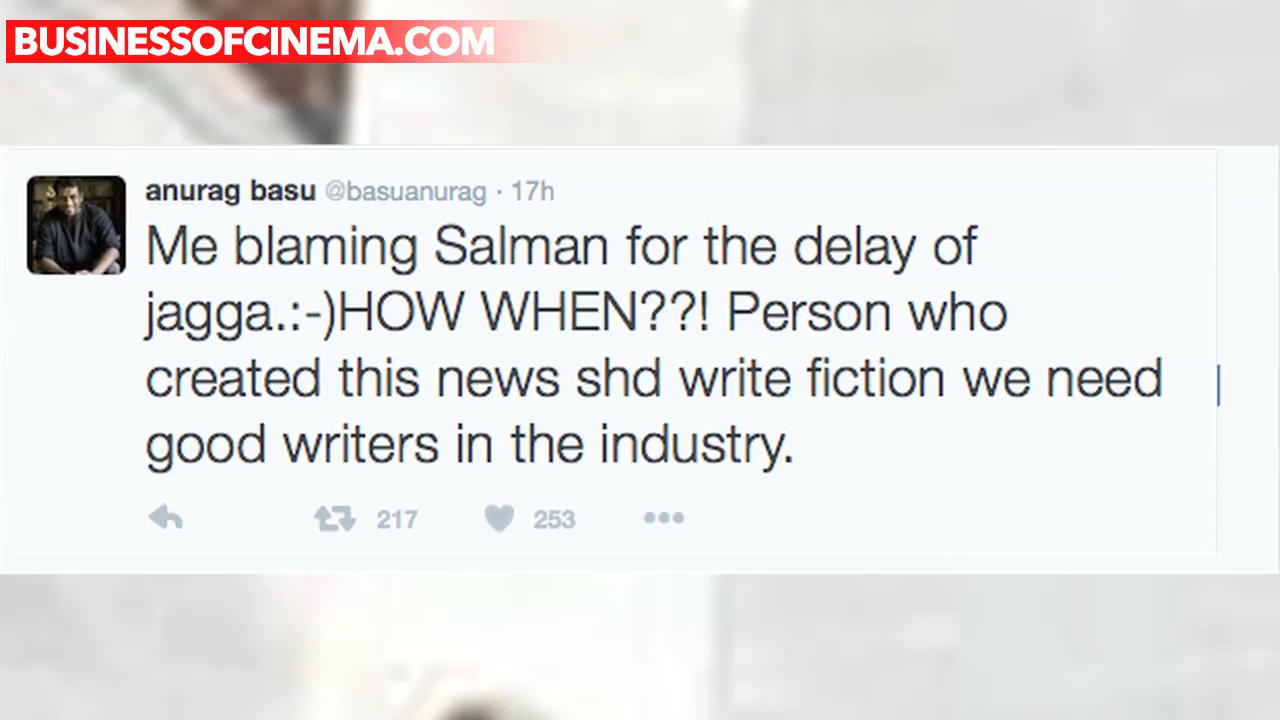 BUSINESSOFCINEMA.COM
anurag basu @basuanurag · 17h
Me blaming Salman for the delay of
jagga.:-)HOW WHEN??! Person who
created this news shd write fiction we need
good writers in the industry.
217 253